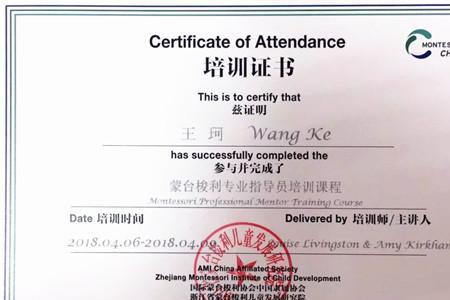 Certificate of Attendance
MONTESS
CH
培训证书
This is to certify that
兹证明
王 珂 Wang Ke
has successfully completed the
参与并完成了
蒙台梭利专业指导员培训课程
Montessori Professional Mentor Training Course
Date 培训时间 Delivered by 培训师/主讲人
2018.04.06-2018.04.09 Louise Livingston & Amy Kirkham
AMI China Affiliated Society
Zhejiang Montessori Institute of Child Development
国际蒙台梭利协会中国隶属协会
浙江省蒙台梭利儿童发展研究院